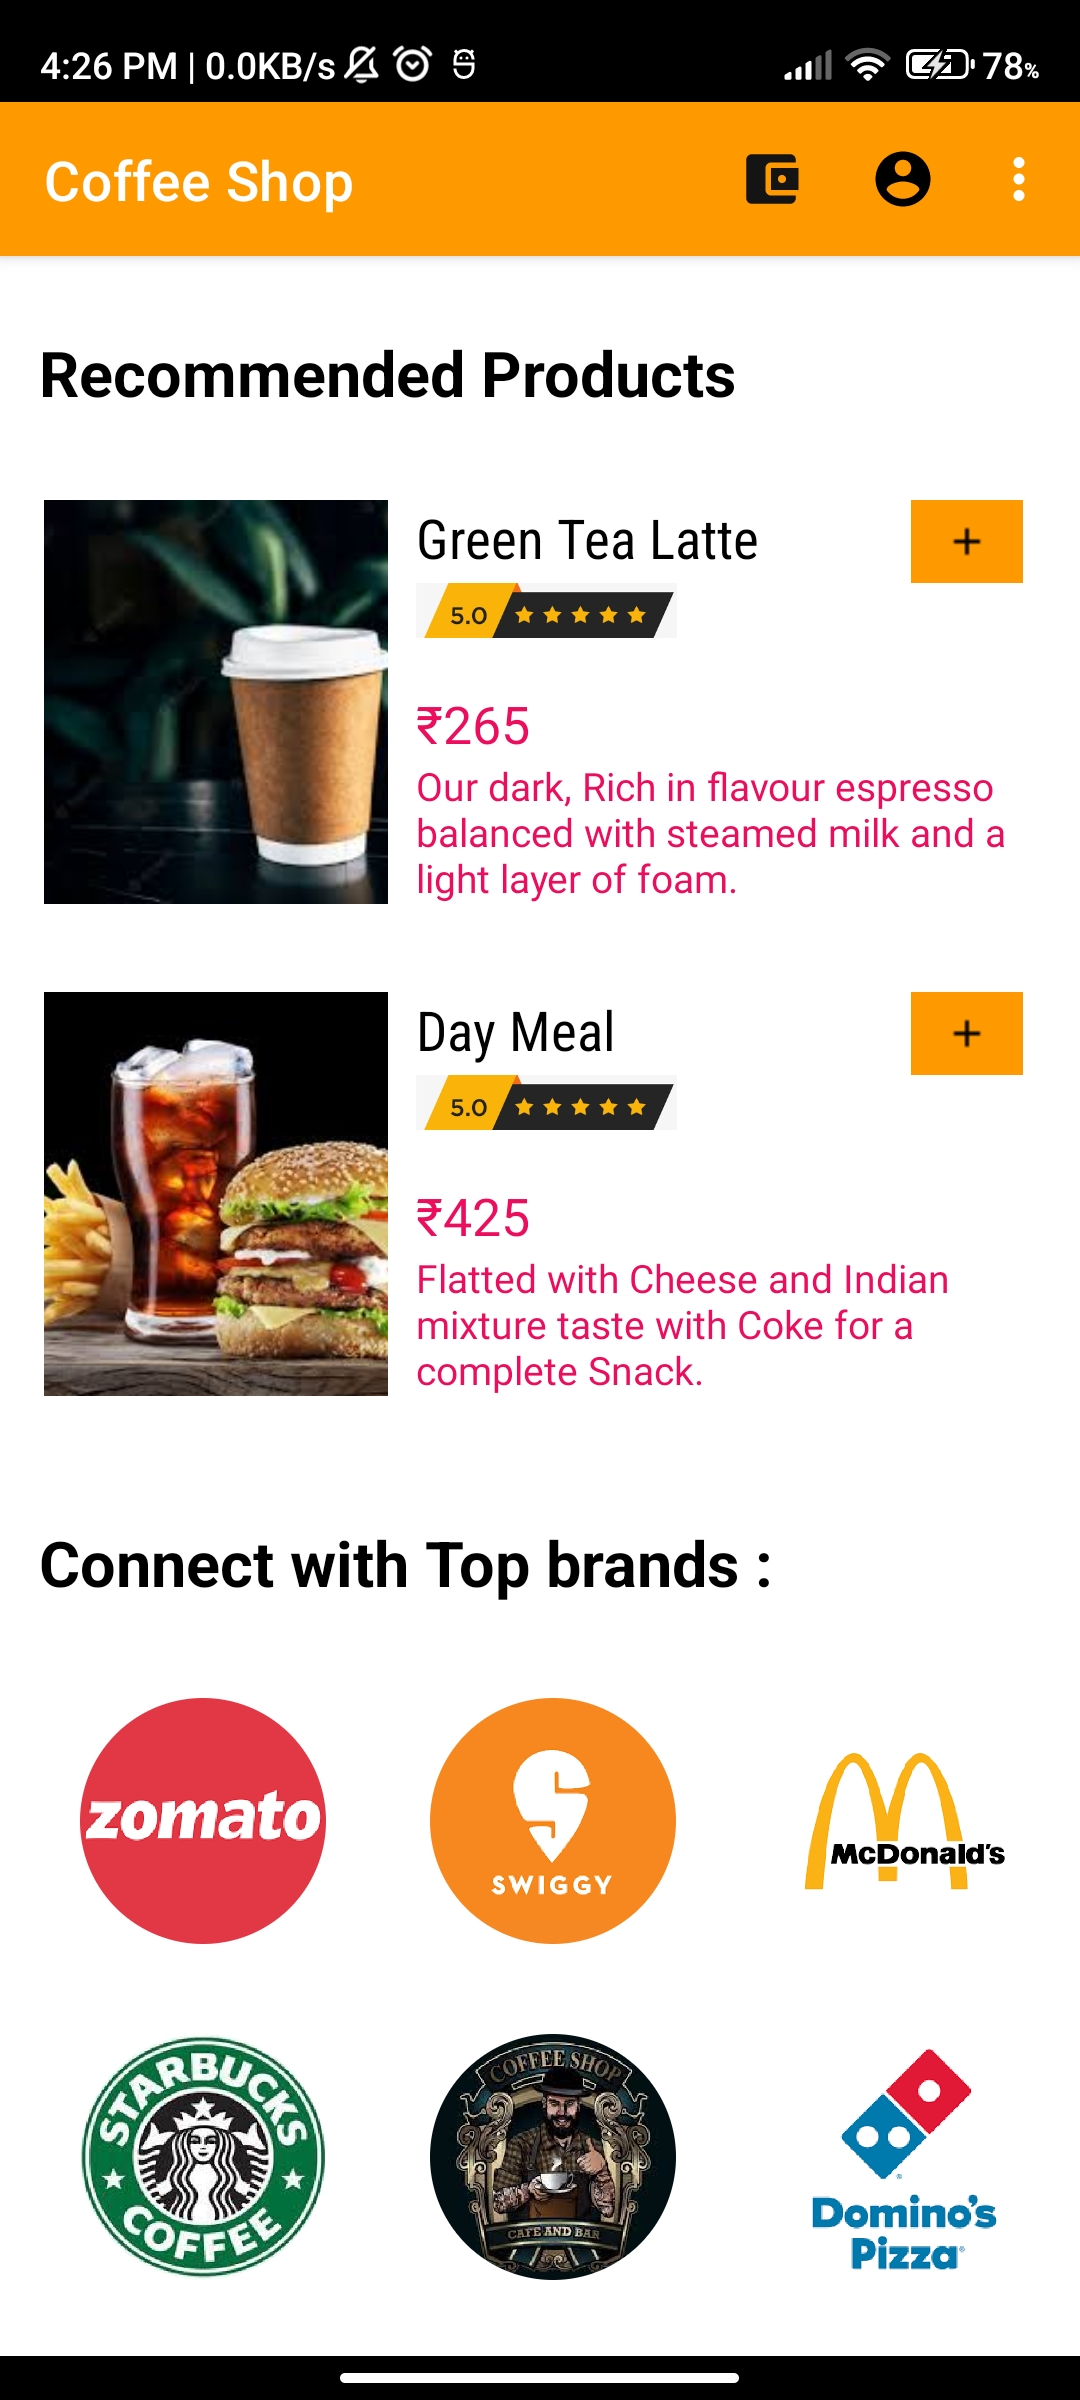 4:26 PM | 0.0KB/s
78%
Coffee Shop
Recommended Products
Green Tea Latte
+
5.0
₹265
Our dark, Rich in flavour espresso
balanced with steamed milk and a
light layer of foam.
Day Meal
+
5.0
₹425
Flatted with Cheese and Indian
mixture taste with Coke for a
complete Snack.
Connect with Top brands :
zomato
SWIGGY
McDonald's
STARBUCKS
COFFEE
COFFEE SHOP
CAFE AND BAR
Domino's
Pizza